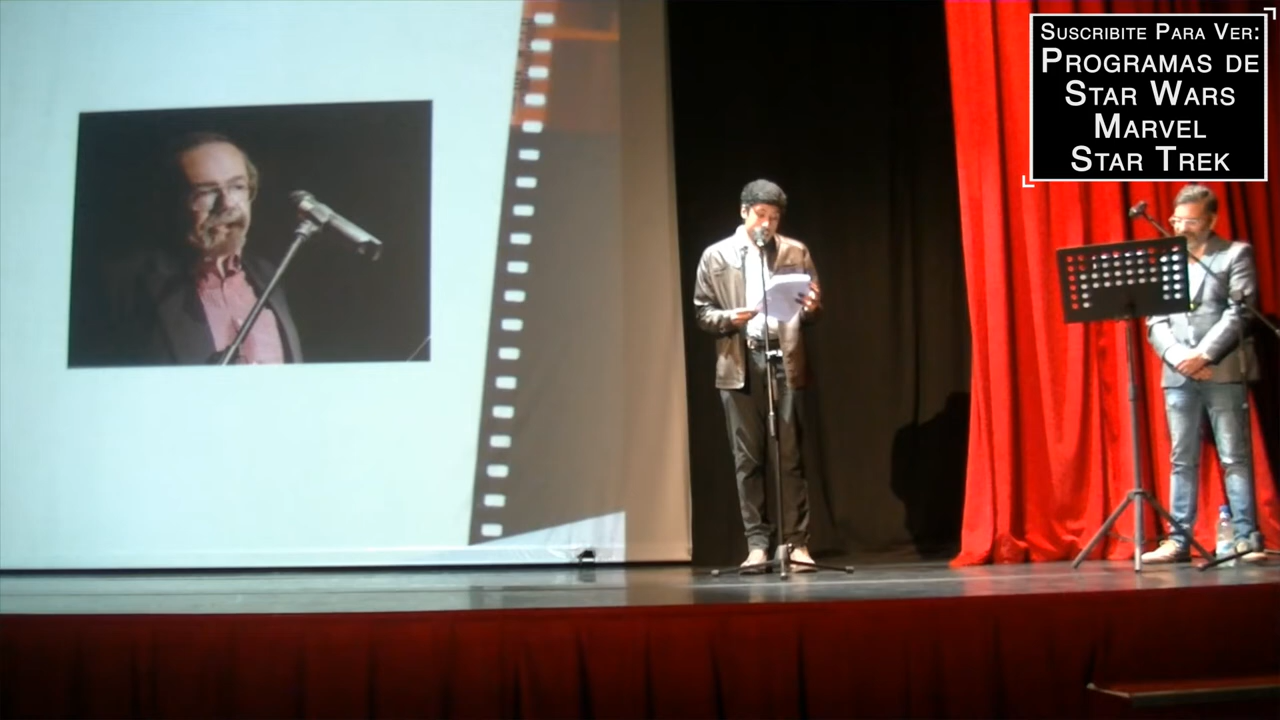 Suscribite Para Ver:
Programas de
Star Wars
Marvel
Star Trek